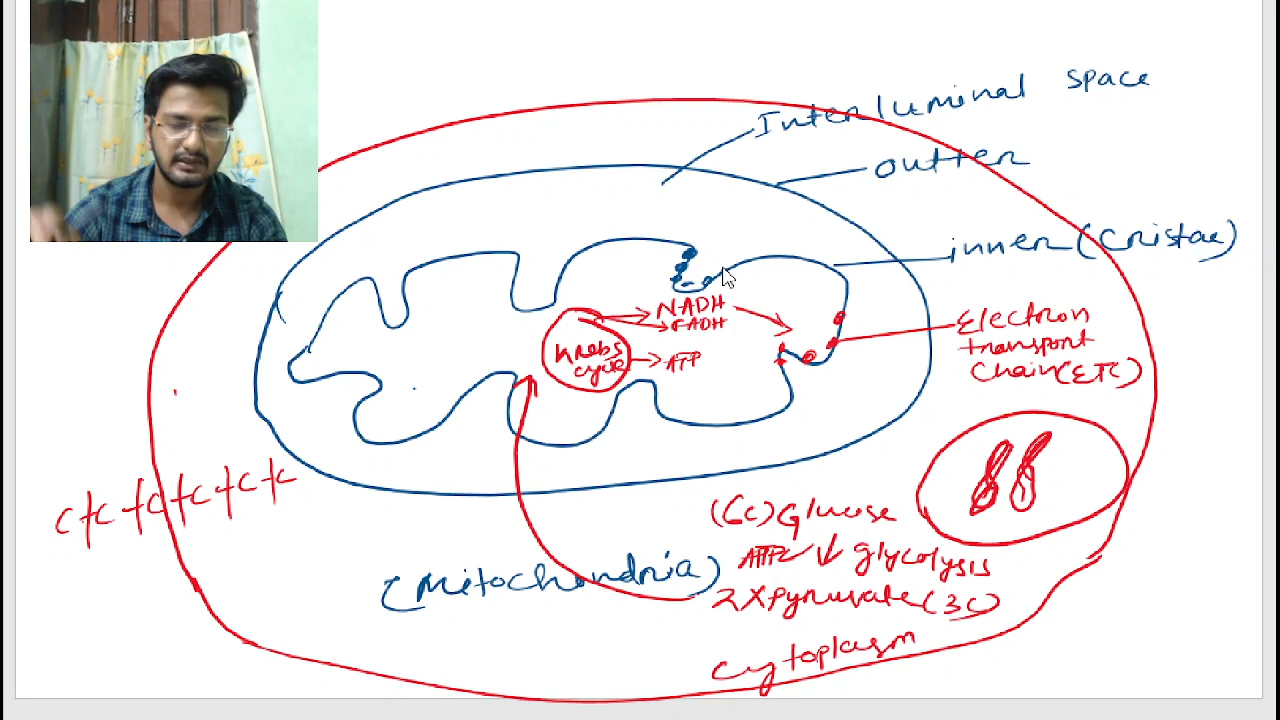 Interluminal space
outter
inner (cristae)
NADH
FADH
Krebs
cycle
ATP
Electron
transport
chain (ETC)
C+C+C+C+C+C
(6C) Glucose
glycolysis
(Mitochondria)
2X Pyruvate (3C)
cytoplasm